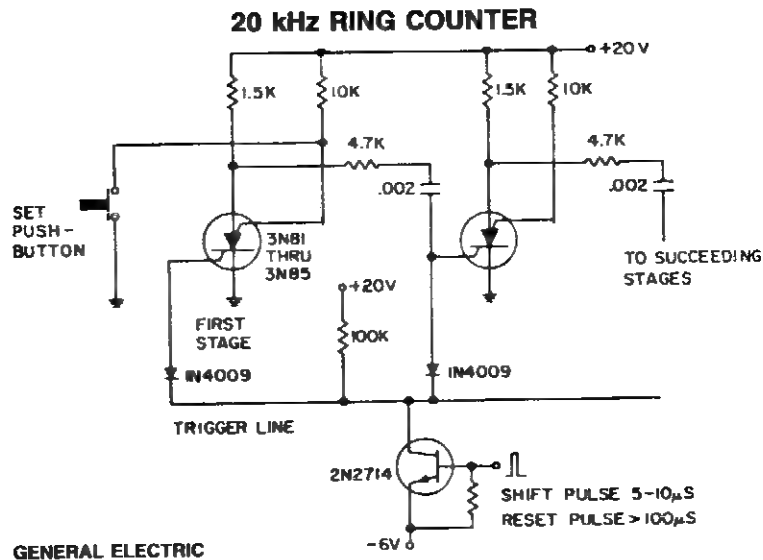 20 kHz RING COUNTER
+20V
1.5K
10K
1.5K
10K
4.7K
4.7K
.002
.002
SET
PUSH-
BUTTON
3N81
THRU
3N85
TO SUCCEEDING
STAGES
+20V
FIRST
STAGE
100K
IN4009
IN4009
TRIGGER LINE
2N2714
SHIFT PULSE 5-10µS
RESET PULSE>100µS
-6V
GENERAL ELECTRIC